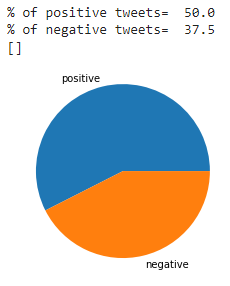 % of positive tweets=  50.0
% of negative tweets=  37.5
[]
positive
negative